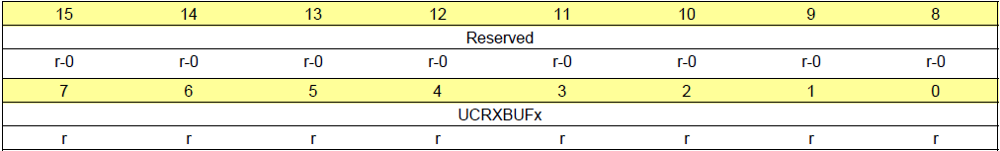 15 14 13 12 11 10 9 8
Reserved
r-0 r-0 r-0 r-0 r-0 r-0 r-0 r-0
7 6 5 4 3 2 1 0
UCRXBUFx
r r r r r r r r